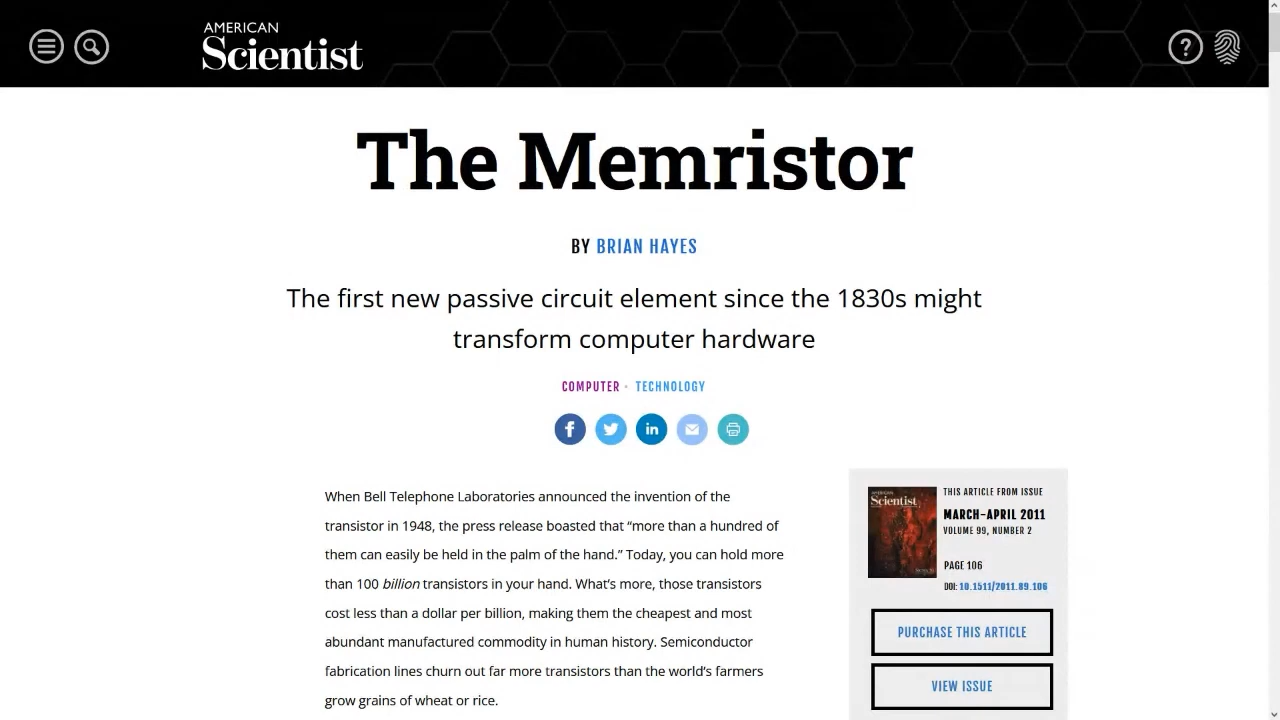 AMERICAN
Scientist
?
The Memristor
BY BRIAN HAYES
The first new passive circuit element since the 1830s might
transform computer hardware
COMPUTER · TECHNOLOGY
When Bell Telephone Laboratories announced the invention of the
transistor in 1948, the press release boasted that “more than a hundred of
them can easily be held in the palm of the hand.” Today, you can hold more
than 100 billion transistors in your hand. What’s more, those transistors
cost less than a dollar per billion, making them the cheapest and most
abundant manufactured commodity in human history. Semiconductor
fabrication lines churn out far more transistors than the world’s farmers
grow grains of wheat or rice.
AMERICAN
Scientist
THIS ARTICLE FROM ISSUE
MARCH-APRIL 2011
VOLUME 99, NUMBER 2
PAGE 106
DOI: 10.1511/2011.89.106
PURCHASE THIS ARTICLE
VIEW ISSUE